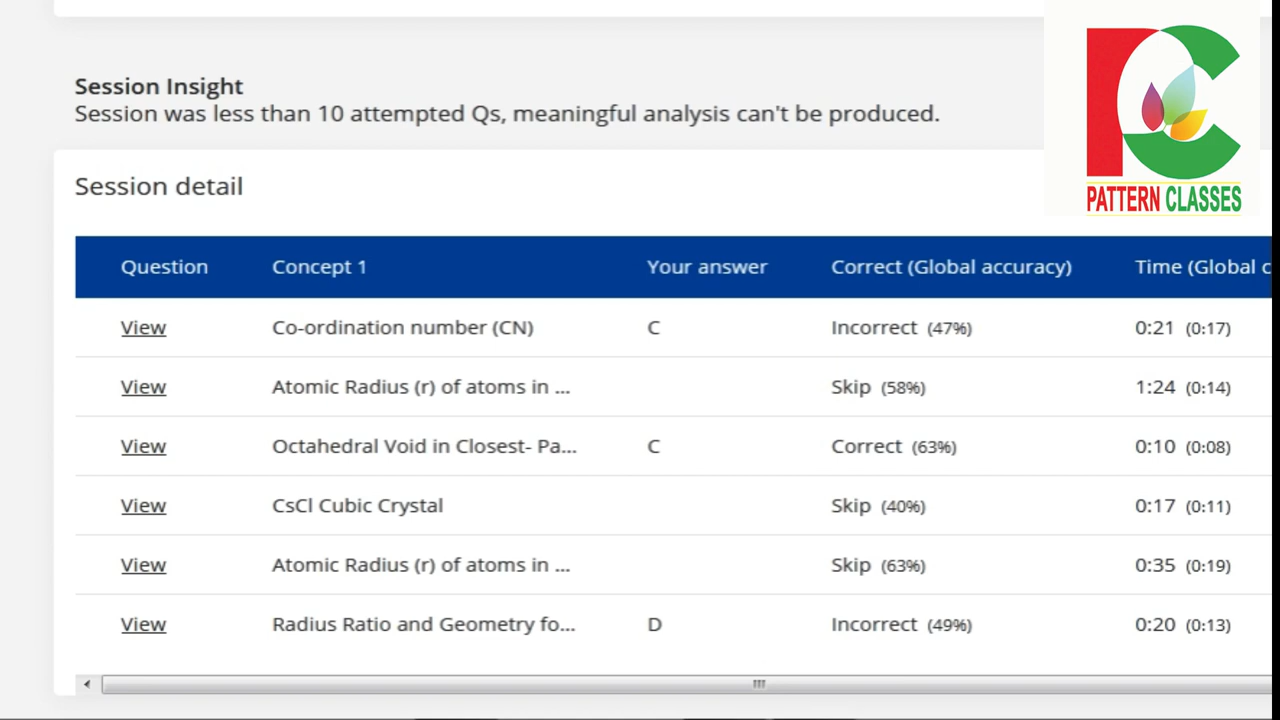 Session Insight
Session was less than 10 attempted Qs, meaningful analysis can't be produced.
PATTERN CLASSES
Session detail
Question Concept 1 Your answer Correct (Global accuracy) Time (Global c
View Co-ordination number (CN) C Incorrect (47%) 0:21 (0:17)
View Atomic Radius (r) of atoms in ... Skip (58%) 1:24 (0:14)
View Octahedral Void in Closest- Pa... C Correct (63%) 0:10 (0:08)
View CsCl Cubic Crystal Skip (40%) 0:17 (0:11)
View Atomic Radius (r) of atoms in ... Skip (63%) 0:35 (0:19)
View Radius Ratio and Geometry fo... D Incorrect (49%) 0:20 (0:13)